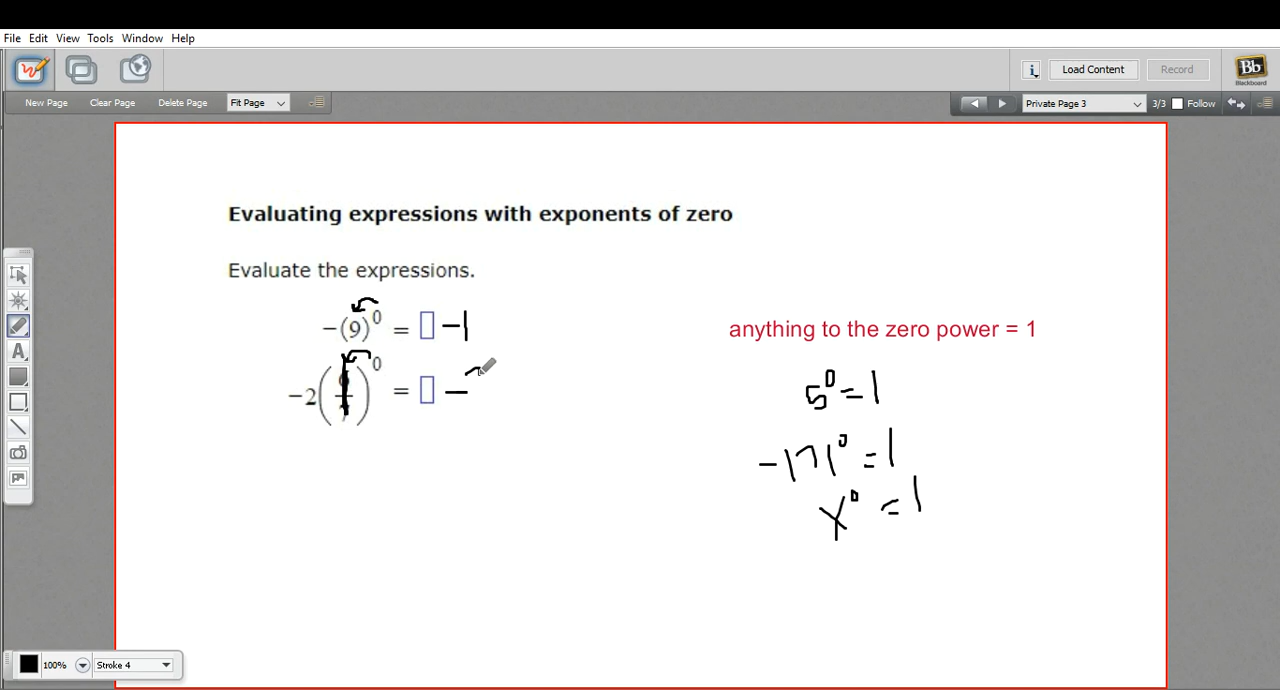 File Edit View Tools Window Help
i Load Content Record Bb
Blackboard
New Page Clear Page Delete Page Fit Page Private Page 3 3/3 Follow
Evaluating expressions with exponents of zero
Evaluate the expressions.
−(9)⁰ = −1
−2( )⁰ = −
anything to the zero power = 1
5⁰ = 1
−171⁰ = 1
x⁰ = 1
A
100% Stroke 4